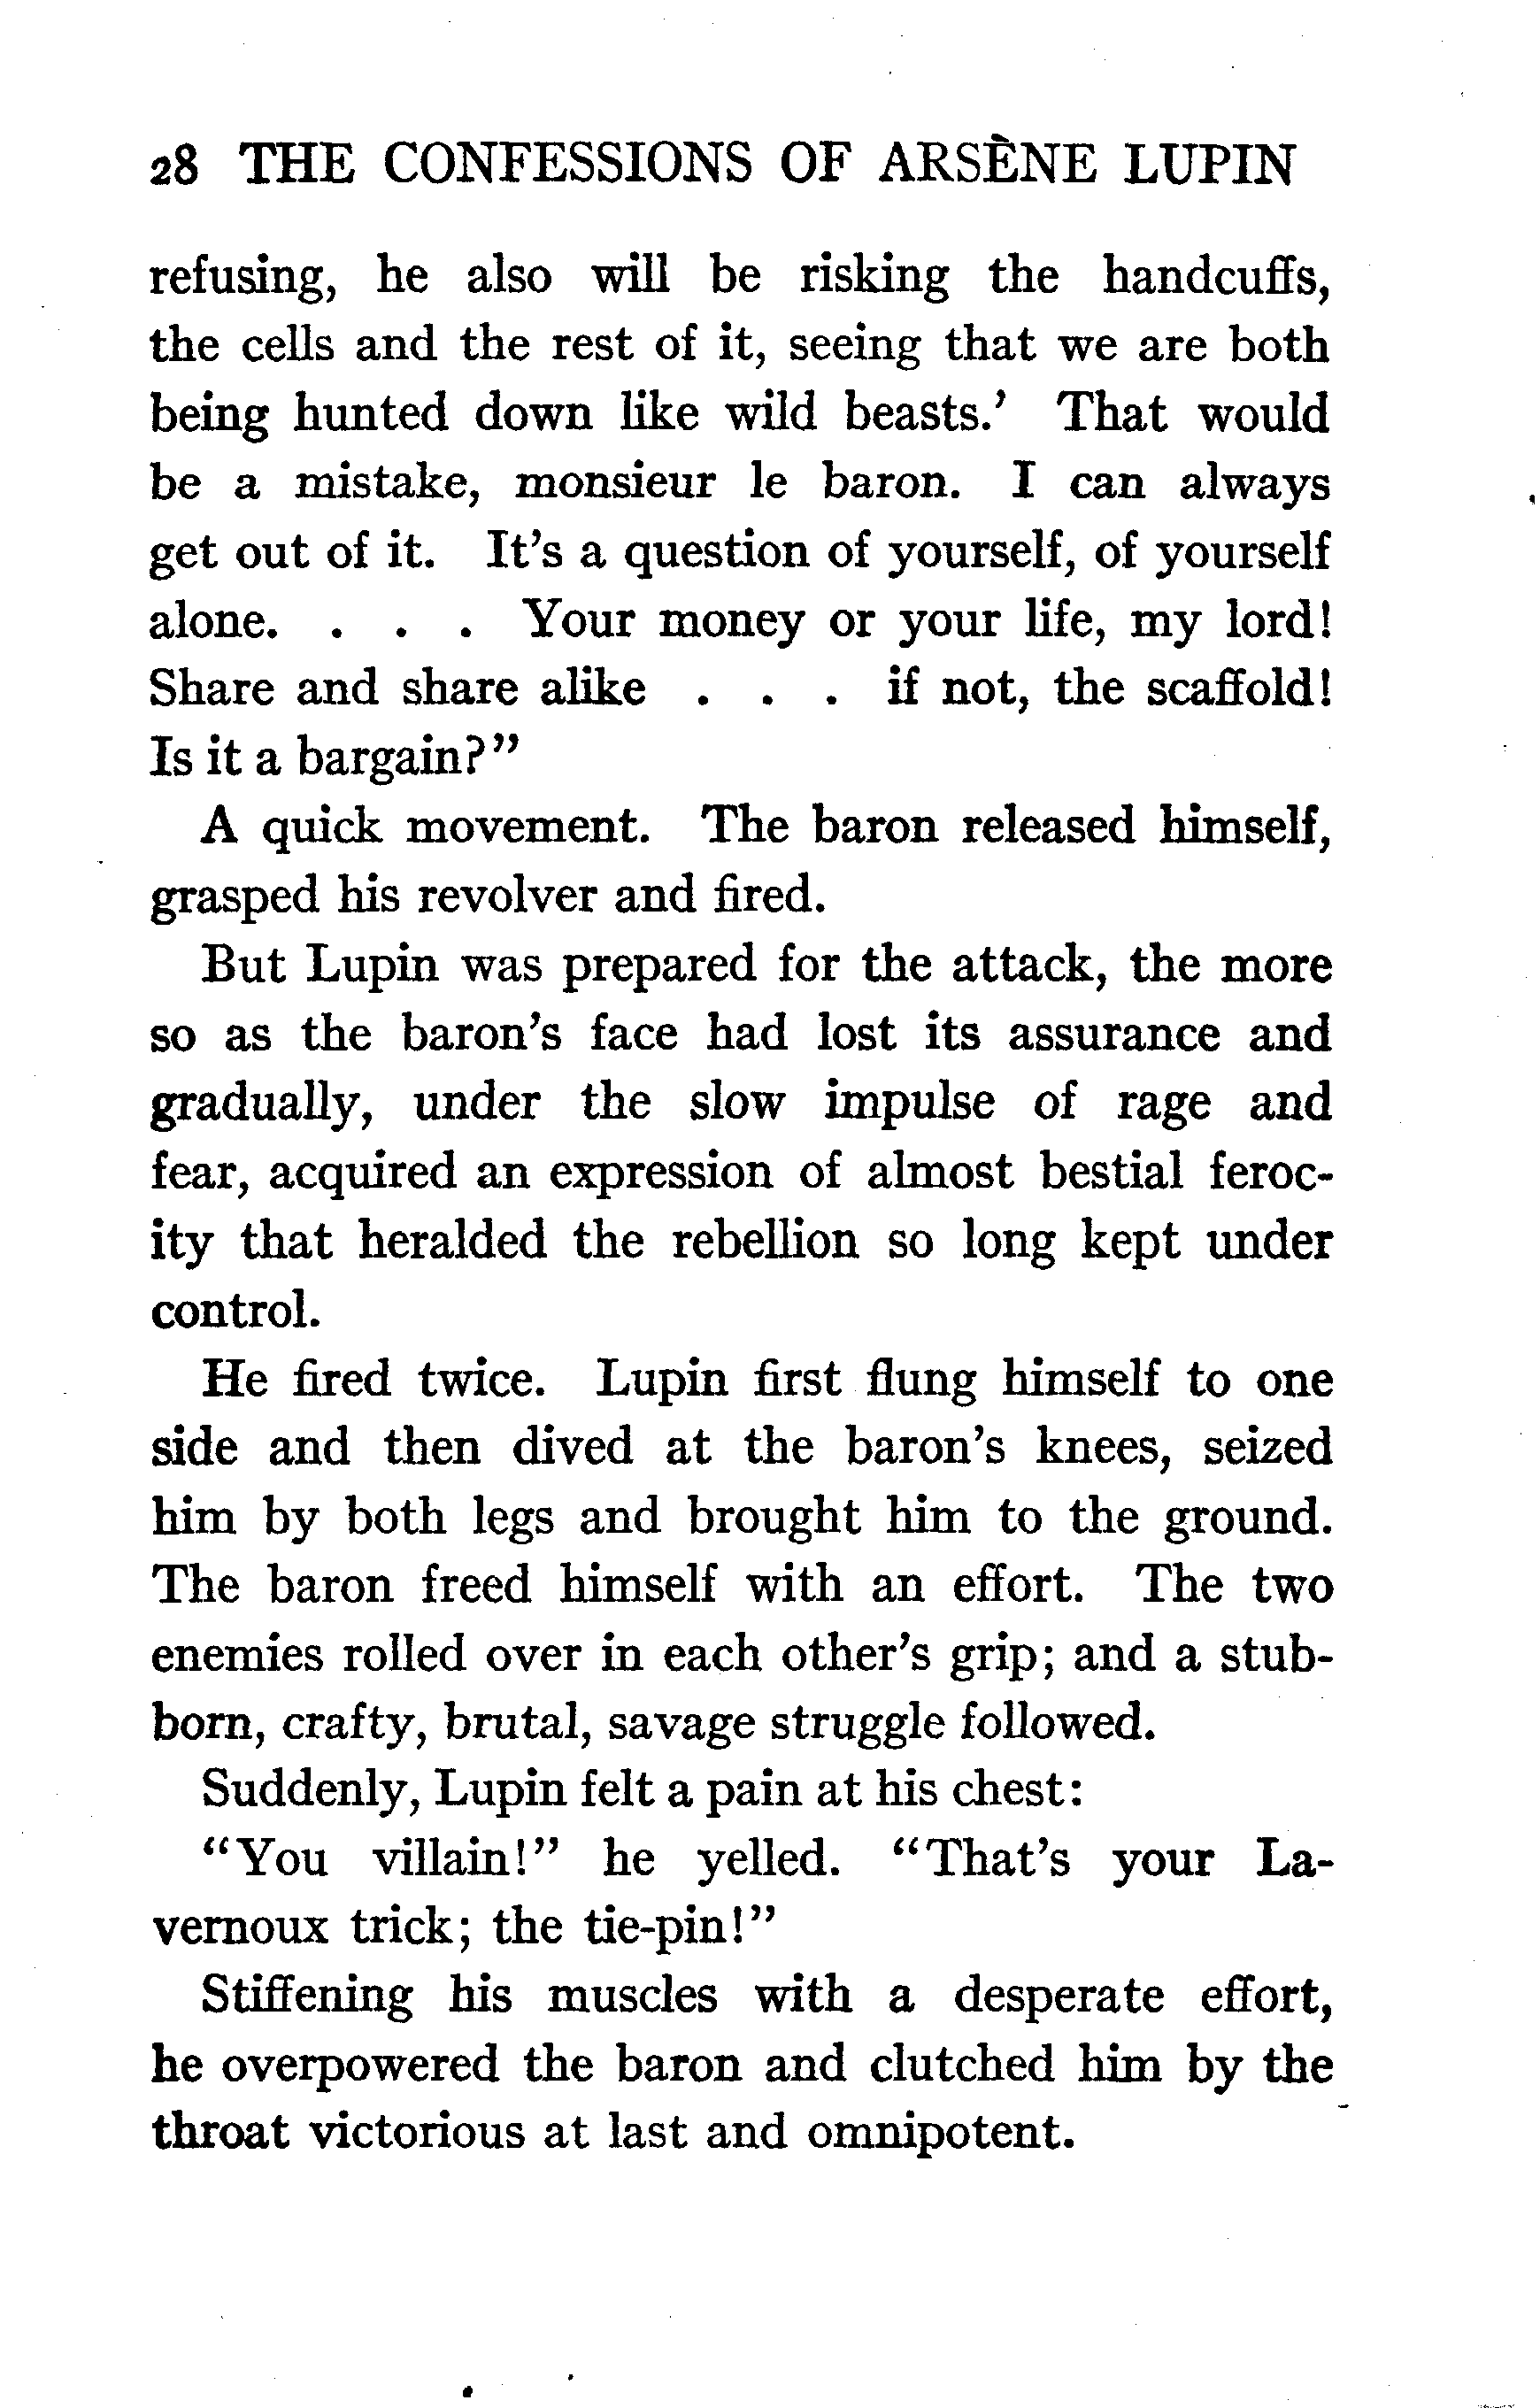 28 THE CONFESSIONS OF ARSÈNE LUPIN
refusing, he also will be risking the handcuffs,
the cells and the rest of it, seeing that we are both
being hunted down like wild beasts.' That would
be a mistake, monsieur le baron. I can always
get out of it. It's a question of yourself, of yourself
alone. . . . Your money or your life, my lord!
Share and share alike . . . if not, the scaffold!
Is it a bargain?"
A quick movement. The baron released himself,
grasped his revolver and fired.
But Lupin was prepared for the attack, the more
so as the baron's face had lost its assurance and
gradually, under the slow impulse of rage and
fear, acquired an expression of almost bestial feroc-
ity that heralded the rebellion so long kept under
control.
He fired twice. Lupin first flung himself to one
side and then dived at the baron's knees, seized
him by both legs and brought him to the ground.
The baron freed himself with an effort. The two
enemies rolled over in each other's grip; and a stub-
born, crafty, brutal, savage struggle followed.
Suddenly, Lupin felt a pain at his chest:
"You villain!" he yelled. "That's your La-
vernoux trick; the tie-pin!"
Stiffening his muscles with a desperate effort,
he overpowered the baron and clutched him by the
throat victorious at last and omnipotent.